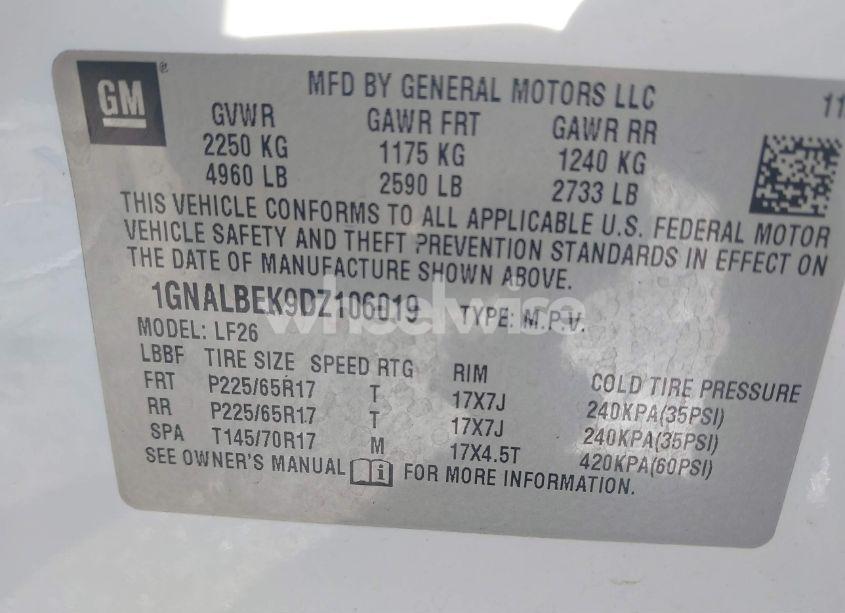 GM ®
MFD BY GENERAL MOTORS LLC
11
GVWR GAWR FRT GAWR RR
2250 KG 1175 KG 1240 KG
4960 LB 2590 LB 2733 LB
THIS VEHICLE CONFORMS TO ALL APPLICABLE U.S. FEDERAL MOTOR
VEHICLE SAFETY AND THEFT PREVENTION STANDARDS IN EFFECT ON
THE DATE OF MANUFACTURE SHOWN ABOVE.
1GNALBEK9DZ106019 TYPE: M.P.V.
wheelwise
MODEL: LF26
LBBF TIRE SIZE SPEED RTG RIM COLD TIRE PRESSURE
FRT P225/65R17 T 17X7J 240KPA(35PSI)
RR P225/65R17 T 17X7J 240KPA(35PSI)
SPA T145/70R17 M 17X4.5T 420KPA(60PSI)
SEE OWNER'S MANUAL i FOR MORE INFORMATION.